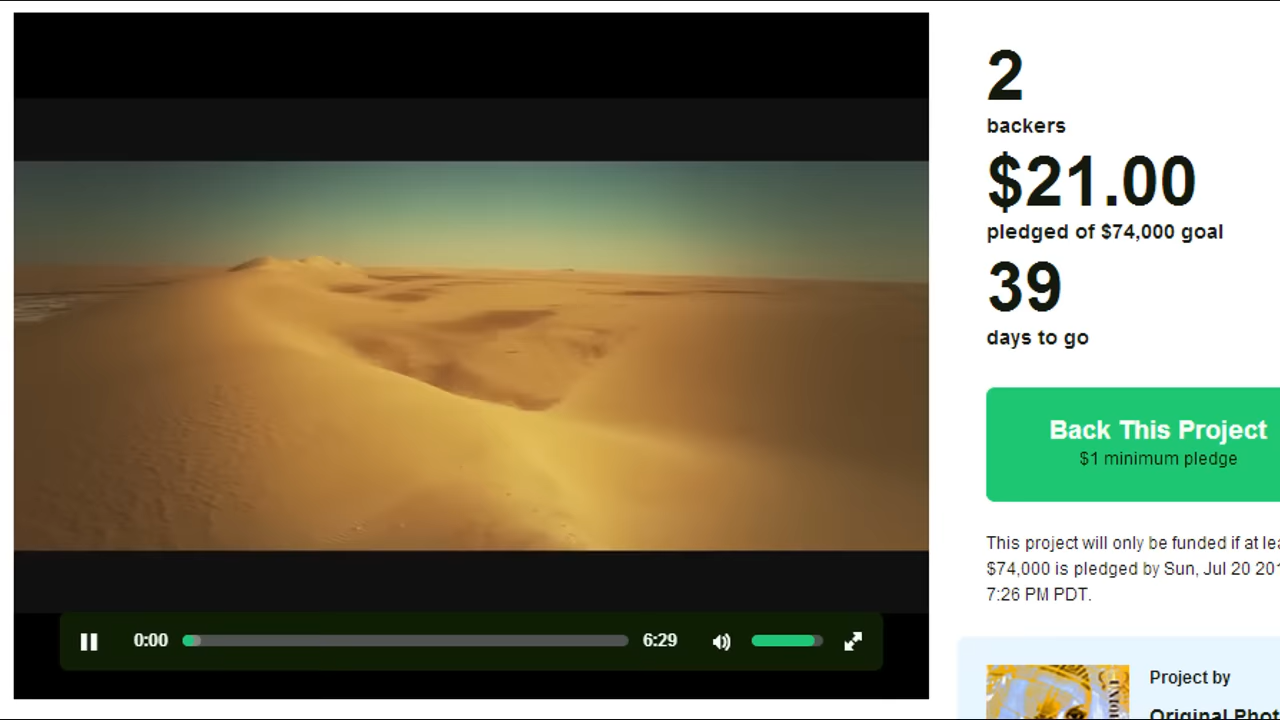 2
backers
$21.00
pledged of $74,000 goal
39
days to go
Back This Project
$1 minimum pledge
This project will only be funded if at
$74,000 is pledged by Sun, Jul 20
7:26 PM PDT.
0:00
6:29
Project by
Original